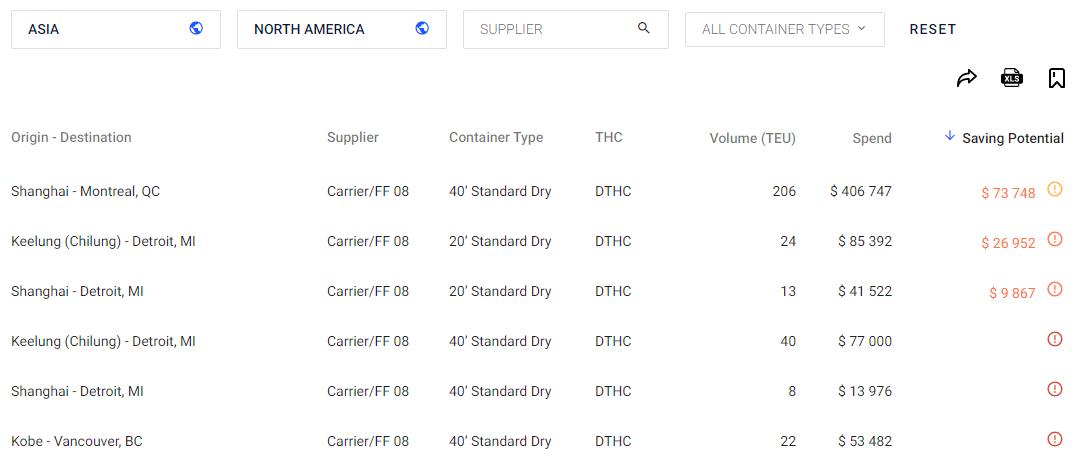 ASIA NORTH AMERICA SUPPLIER ALL CONTAINER TYPES RESET
XLS
Origin - Destination Supplier Container Type THC Volume (TEU) Spend Saving Potential
Shanghai - Montreal, QC Carrier/FF 08 40’ Standard Dry DTHC 206 $ 406 747 $ 73 748
Keelung (Chilung) - Detroit, MI Carrier/FF 08 20’ Standard Dry DTHC 24 $ 85 392 $ 26 952
Shanghai - Detroit, MI Carrier/FF 08 20’ Standard Dry DTHC 13 $ 41 522 $ 9 867
Keelung (Chilung) - Detroit, MI Carrier/FF 08 40’ Standard Dry DTHC 40 $ 77 000
Shanghai - Detroit, MI Carrier/FF 08 40’ Standard Dry DTHC 8 $ 13 976
Kobe - Vancouver, BC Carrier/FF 08 40’ Standard Dry DTHC 22 $ 53 482